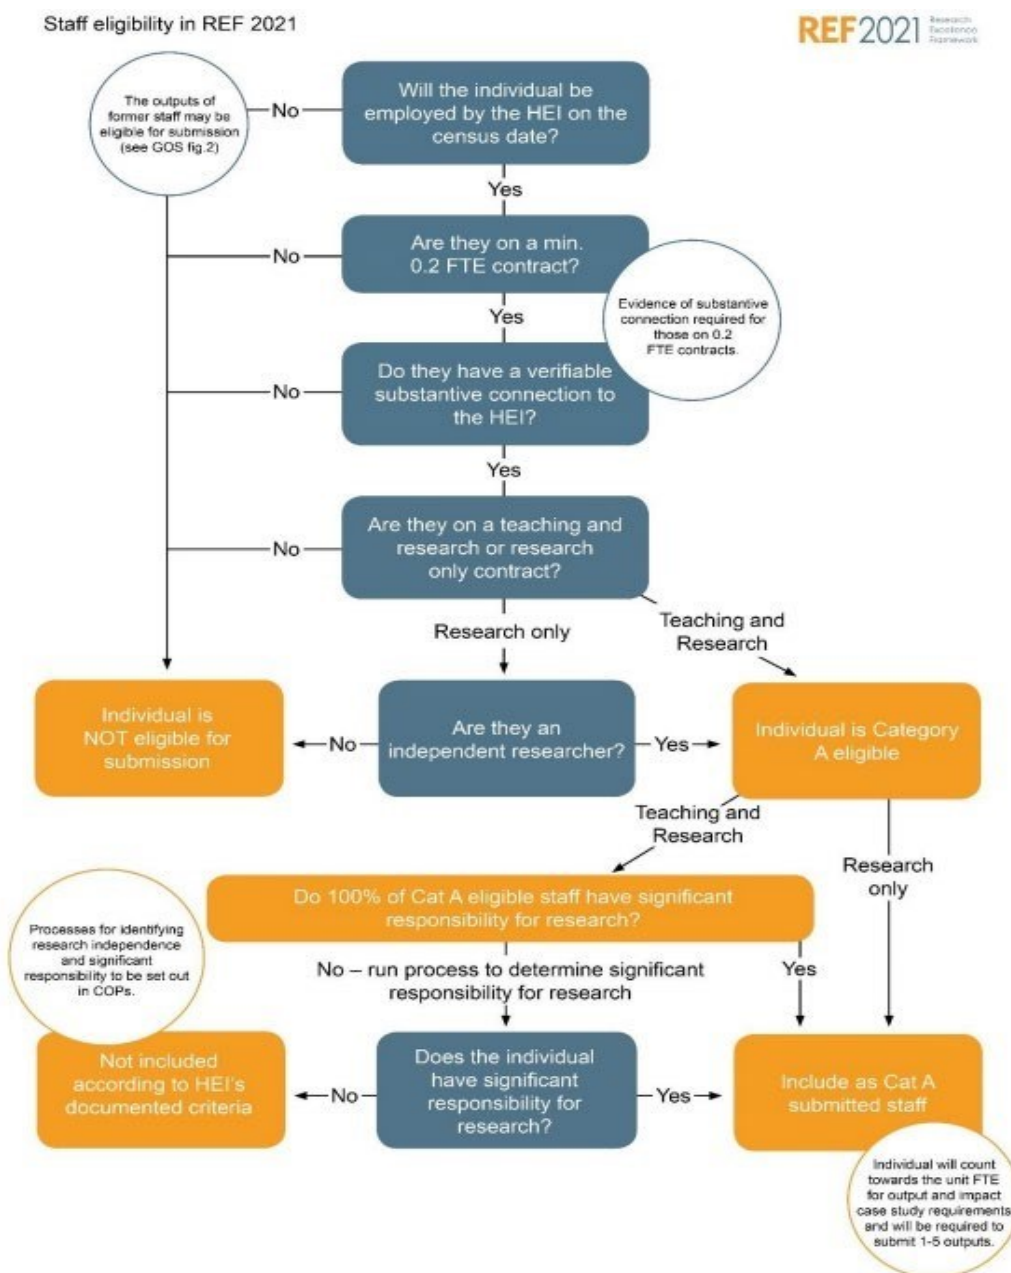 Staff eligibility in REF 2021
REF2021
Research
Excellence
Framework
The outputs of
former staff may be
eligible for submission
(see GOS fig.2)
No
Will the individual be
employed by the HEI on the
census date?
Yes
No
Are they on a min.
0.2 FTE contract?
Evidence of substantive
connection required for
those on 0.2
FTE contracts.
Yes
No
Do they have a verifiable
substantive connection to
the HEI?
Yes
No
Are they on a teaching and
research or research
only contract?
Research only
Teaching and
Research
Individual is
NOT eligible for
submission
No
Are they an
independent researcher?
Yes
Individual is Category
A eligible
Teaching and
Research
Research
only
Do 100% of Cat A eligible staff have significant
responsibility for research?
Processes for identifying
research independence
and significant
responsibility to be set out
in COPs.
No – run process to determine significant
responsibility for research
Yes
Not included
according to HEI's
documented criteria
No
Does the individual
have significant
responsibility for
research?
Yes
Include as Cat A
submitted staff
Individual will count
towards the unit FTE
for output and impact
case study requirements
and will be required to
submit 1-5 outputs.